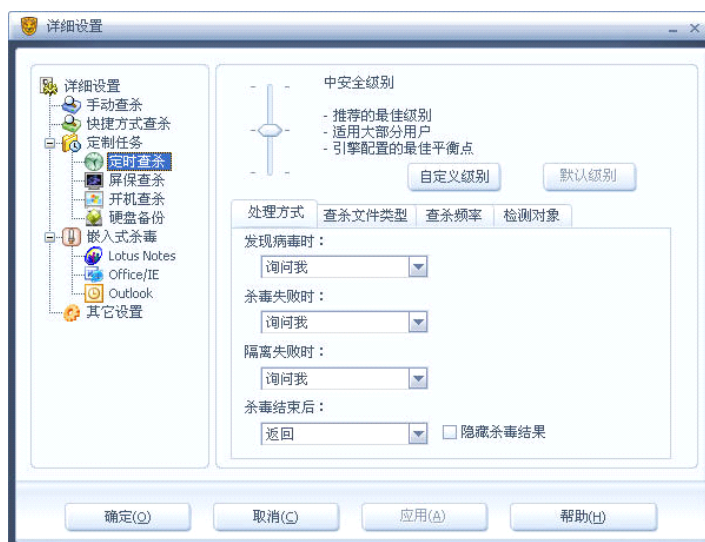 详细设置
详细设置
手动查杀
快捷方式查杀
定制任务
定时查杀
屏保查杀
开机查杀
硬盘备份
嵌入式杀毒
Lotus Notes
Office/IE
Outlook
其它设置
中安全级别
- 推荐的最佳级别
- 适用大部分用户
- 引擎配置的最佳平衡点
自定义级别 默认级别
处理方式 查杀文件类型 查杀频率 检测对象
发现病毒时：
询问我
杀毒失败时：
询问我
隔离失败时：
询问我
杀毒结束后：
返回 隐藏杀毒结果
确定(O) 取消(C) 应用(A) 帮助(H)